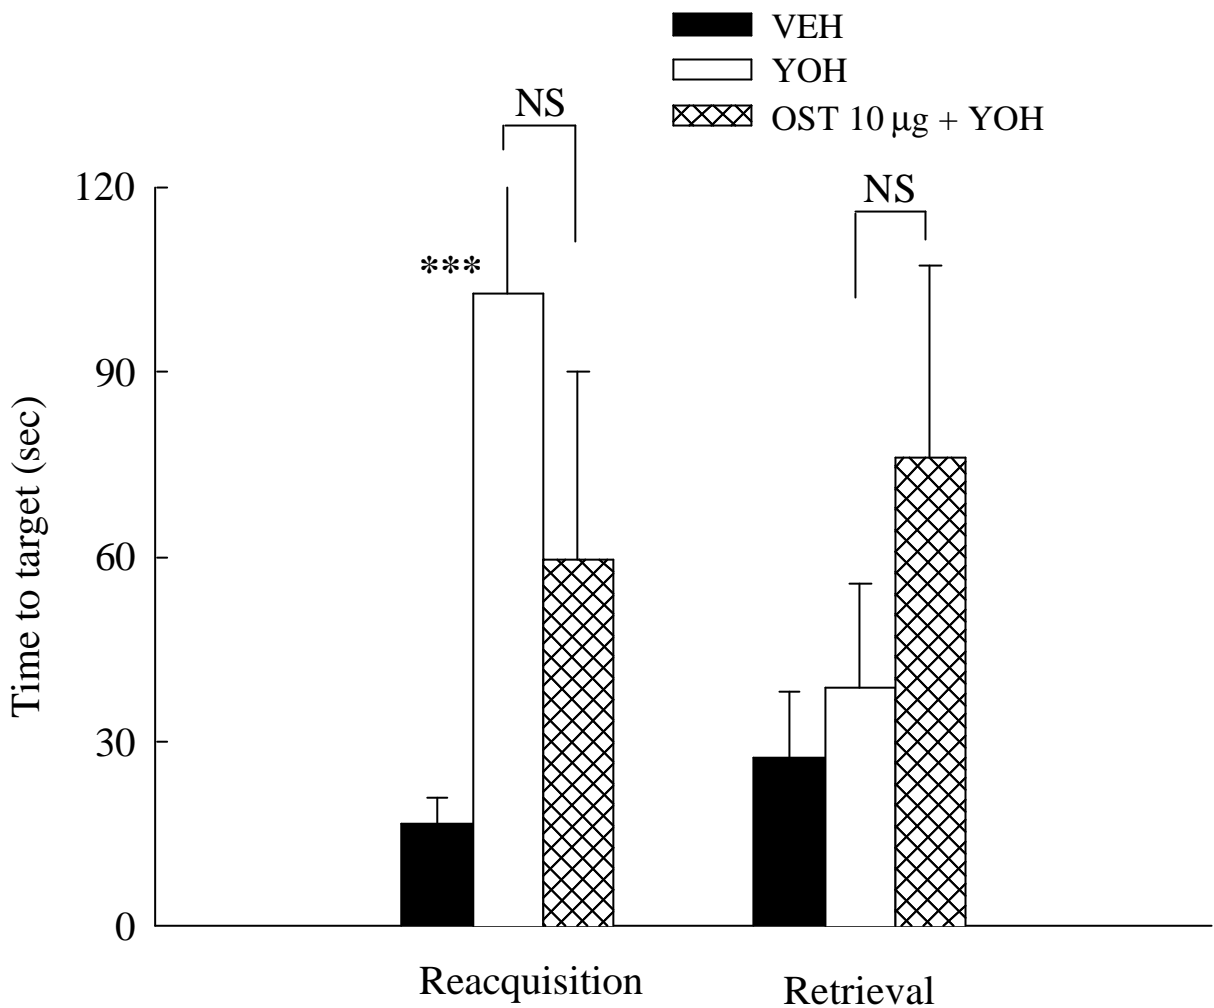 VEH
YOH
OST 10 μg + YOH
NS
NS
***
120
90
60
30
0
Time to target (sec)
Reacquisition
Retrieval